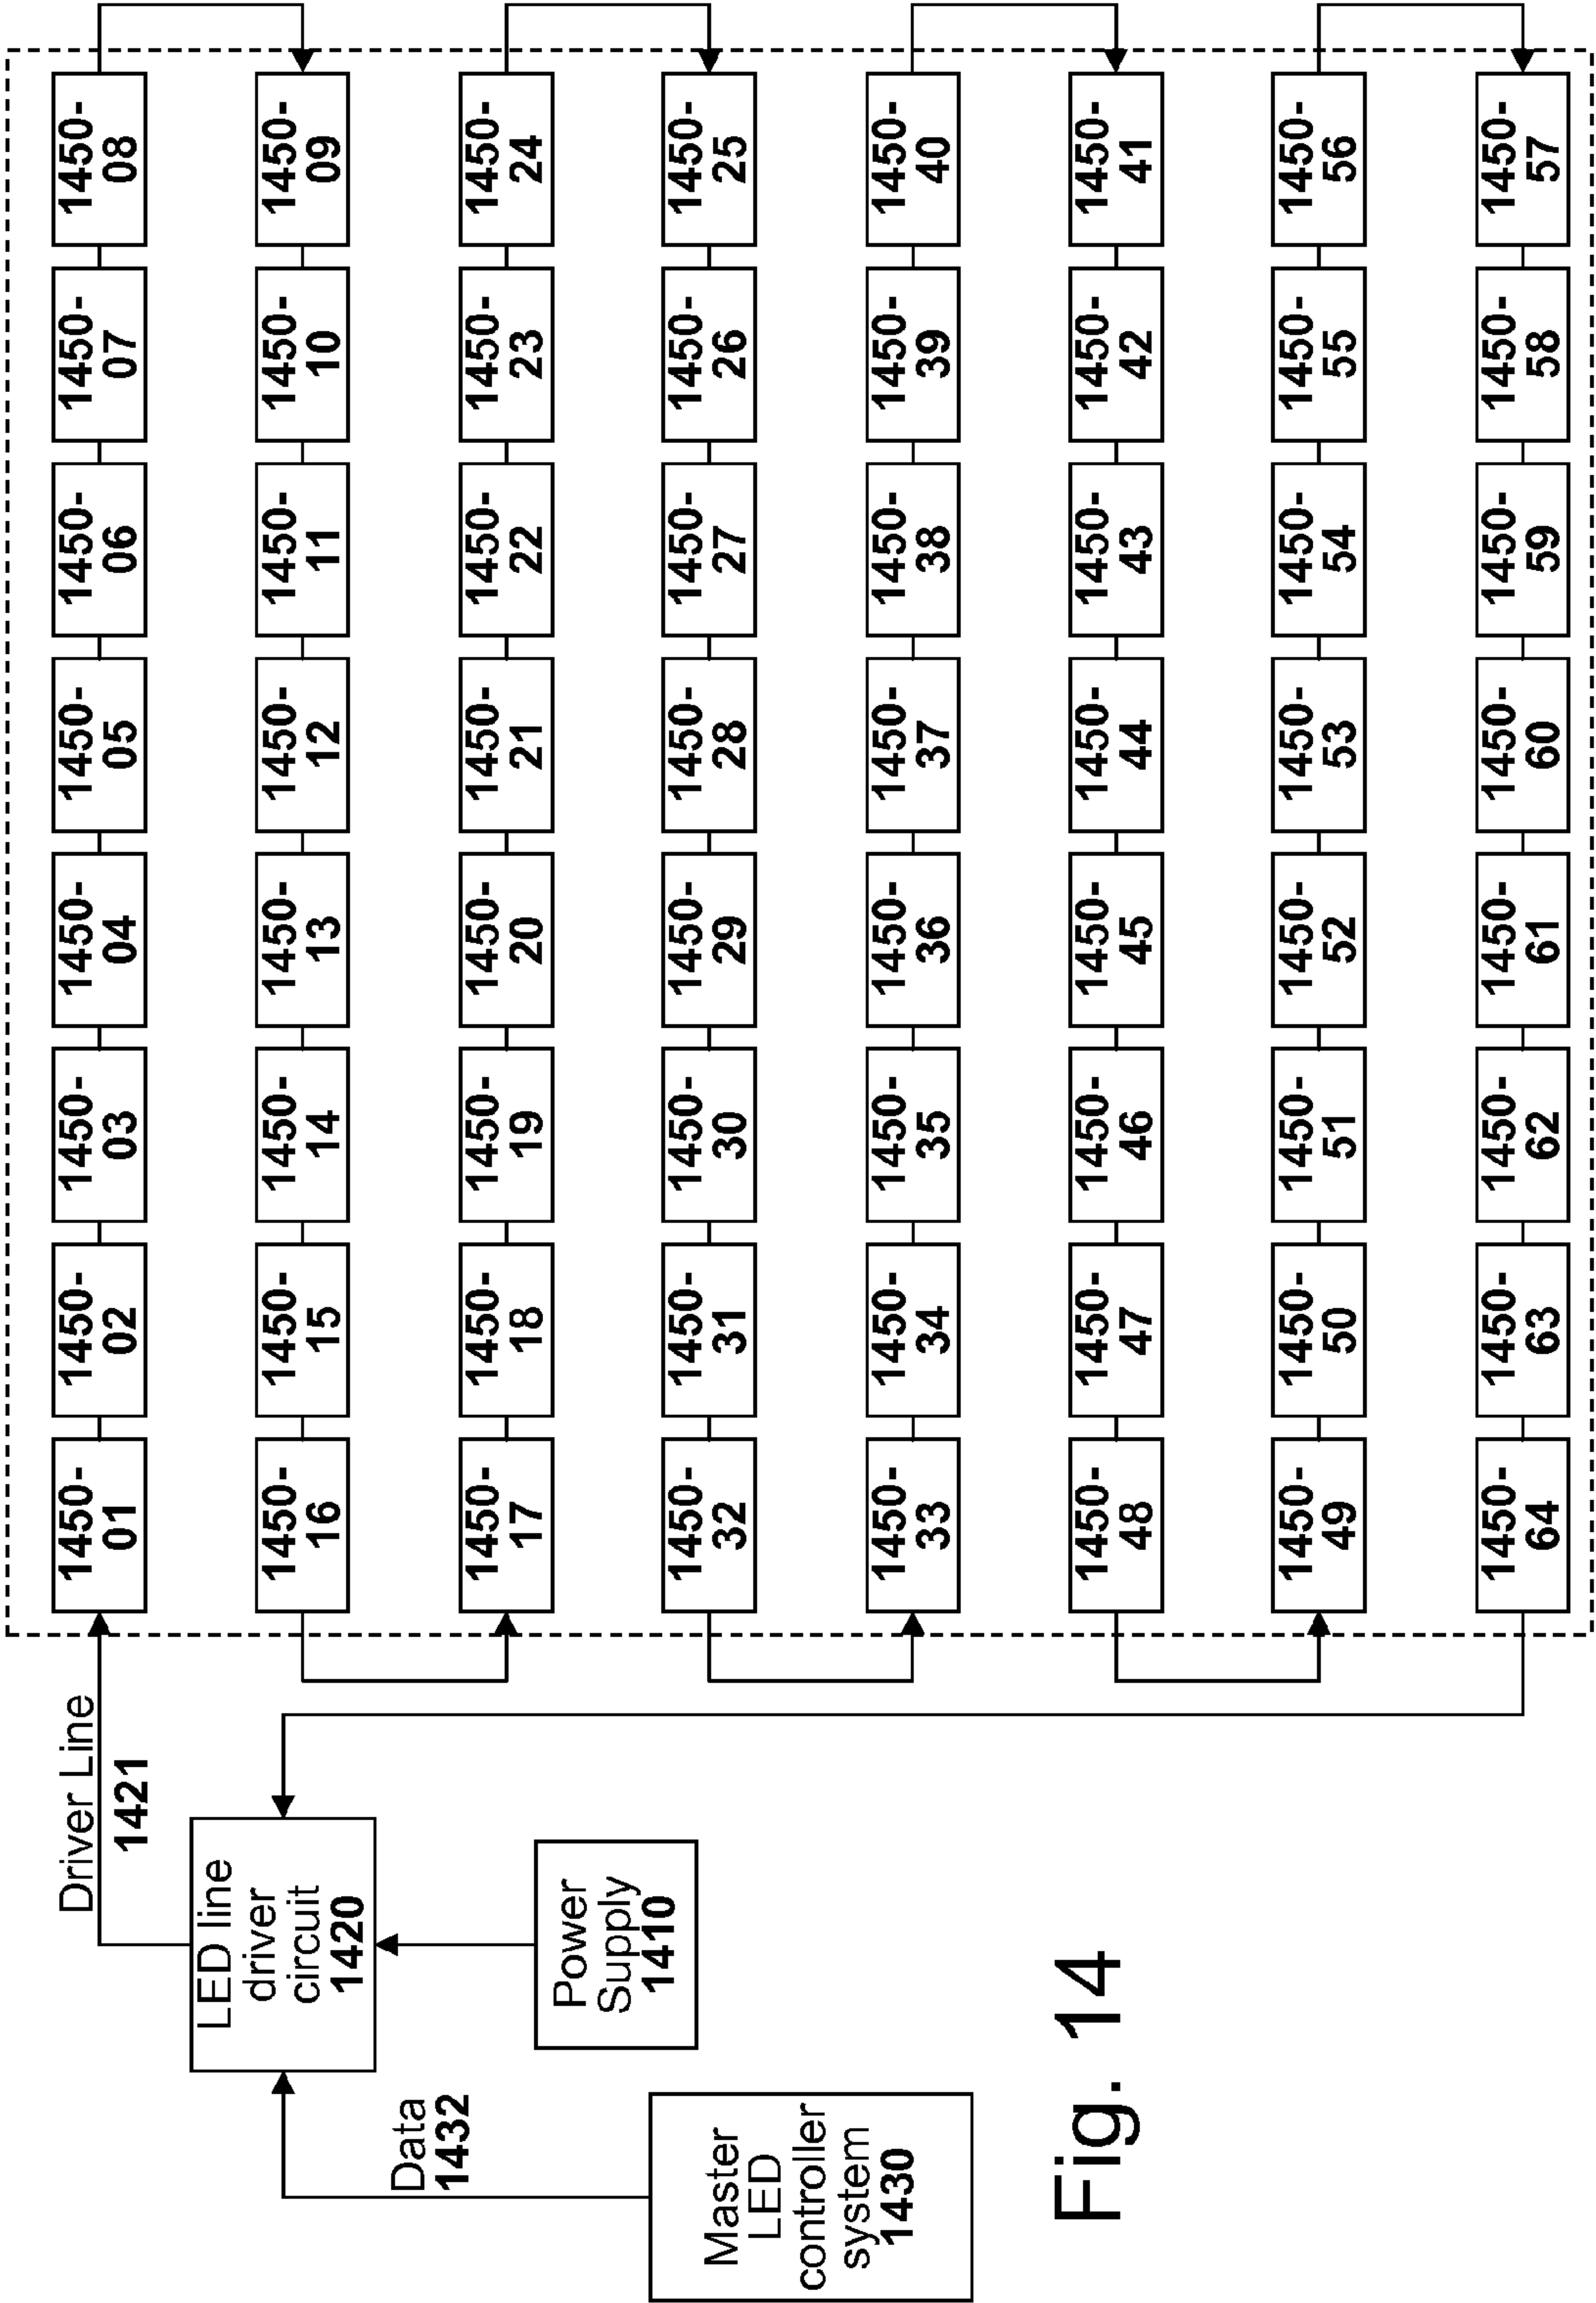 Driver Line
1421
LED line
driver
circuit
1420
Data
1432
Power
Supply
1410
Master
LED
controller
system
1430
1450- 1450- 1450- 1450- 1450- 1450- 1450- 1450-
01 02 03 04 05 06 07 08
1450- 1450- 1450- 1450- 1450- 1450- 1450- 1450-
16 15 14 13 12 11 10 09
1450- 1450- 1450- 1450- 1450- 1450- 1450- 1450-
17 18 19 20 21 22 23 24
1450- 1450- 1450- 1450- 1450- 1450- 1450- 1450-
32 31 30 29 28 27 26 25
1450- 1450- 1450- 1450- 1450- 1450- 1450- 1450-
33 34 35 36 37 38 39 40
1450- 1450- 1450- 1450- 1450- 1450- 1450- 1450-
48 47 46 45 44 43 42 41
1450- 1450- 1450- 1450- 1450- 1450- 1450- 1450-
49 50 51 52 53 54 55 56
1450- 1450- 1450- 1450- 1450- 1450- 1450- 1450-
64 63 62 61 60 59 58 57
Fig. 14